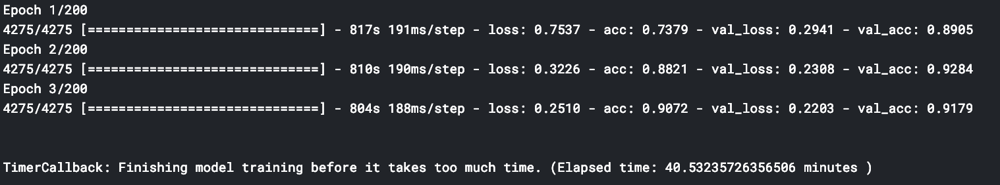 Epoch 1/200
4275/4275 [==============================] - 817s 191ms/step - loss: 0.7537 - acc: 0.7379 - val_loss: 0.2941 - val_acc: 0.8905
Epoch 2/200
4275/4275 [==============================] - 810s 190ms/step - loss: 0.3226 - acc: 0.8821 - val_loss: 0.2308 - val_acc: 0.9284
Epoch 3/200
4275/4275 [==============================] - 804s 188ms/step - loss: 0.2510 - acc: 0.9072 - val_loss: 0.2203 - val_acc: 0.9179
TimerCallback: Finishing model training before it takes too much time. (Elapsed time: 40.53235726356506 minutes )